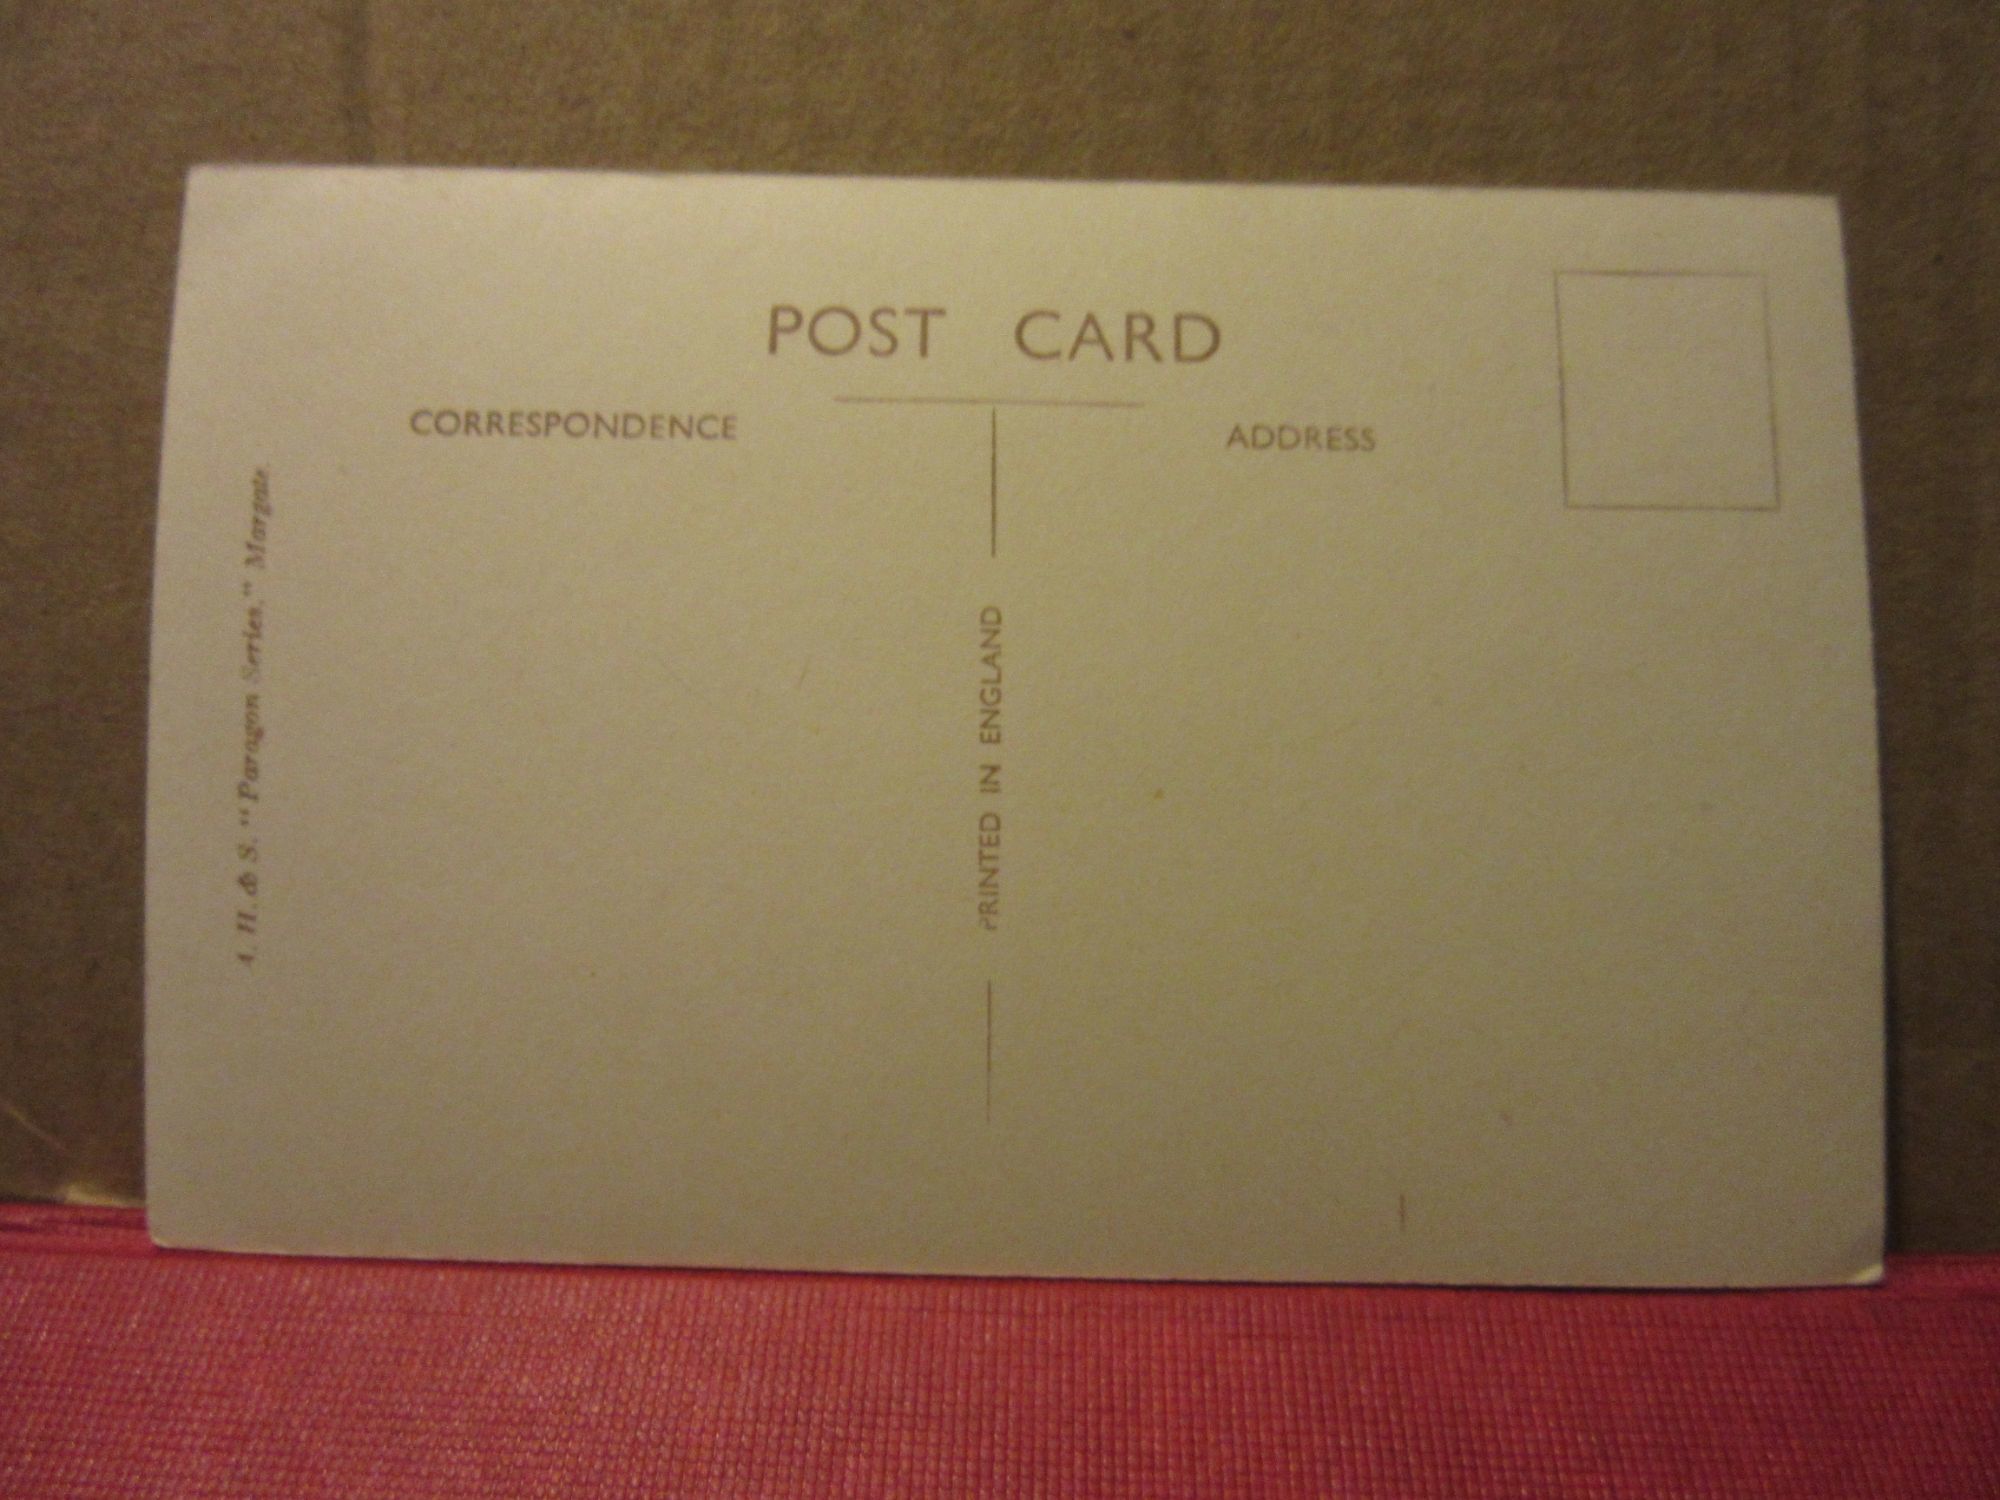 POST CARD
CORRESPONDENCE
ADDRESS
A. H. & S. "Paragon Series," Margate.
PRINTED IN ENGLAND